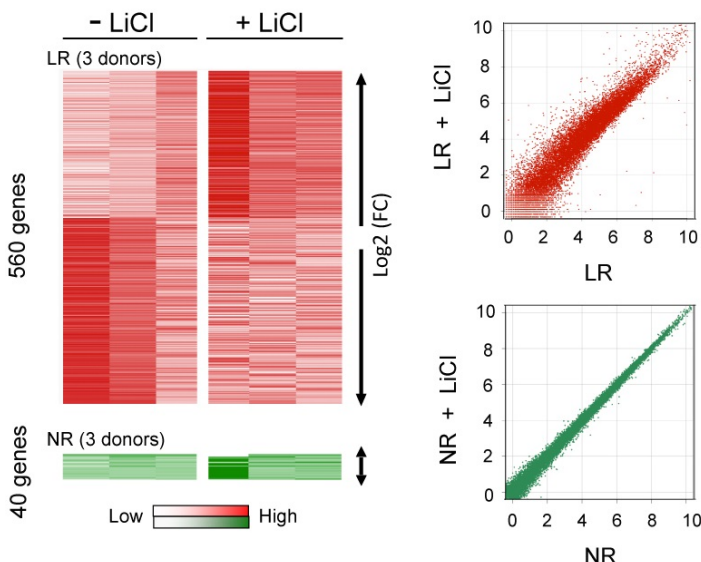 – LiCl + LiCl
LR (3 donors)
560 genes
Log2 (FC)
NR (3 donors)
40 genes
Low High
10
8
6
4
2
0
LR + LiCl
0 2 4 6 8 10
LR
10
8
6
4
2
0
NR + LiCl
0 2 4 6 8 10
NR